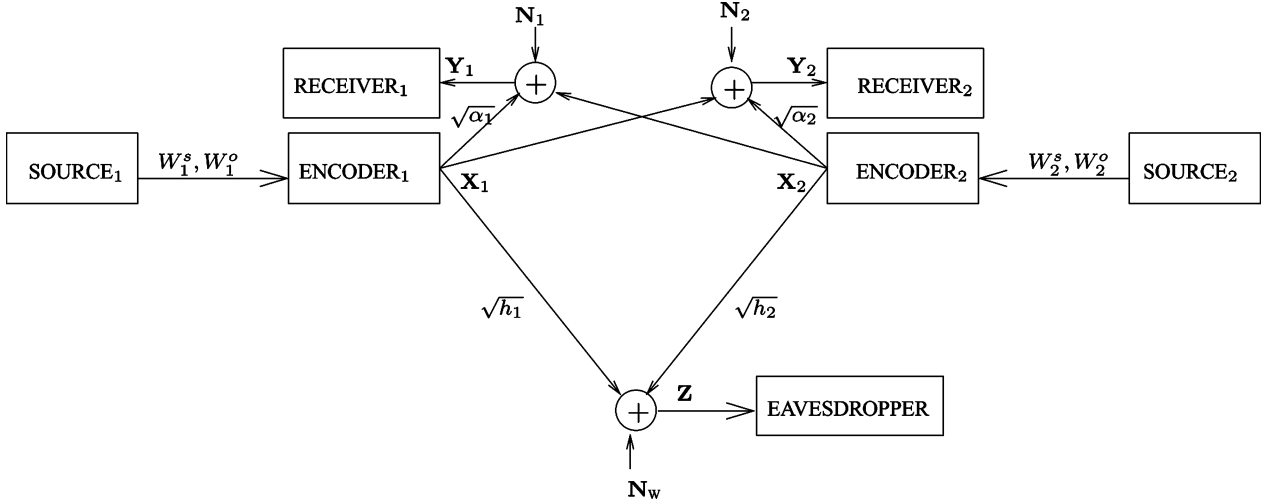 N₁ N₂
Y₁ Y₂
RECEIVER₁ + + RECEIVER₂
√α₁ √α₂
W₁ˢ, W₁ᵒ W₂ˢ, W₂ᵒ
SOURCE₁ ENCODER₁ ENCODER₂ SOURCE₂
X₁ X₂
√h₁ √h₂
Z
+ EAVESDROPPER
N_W